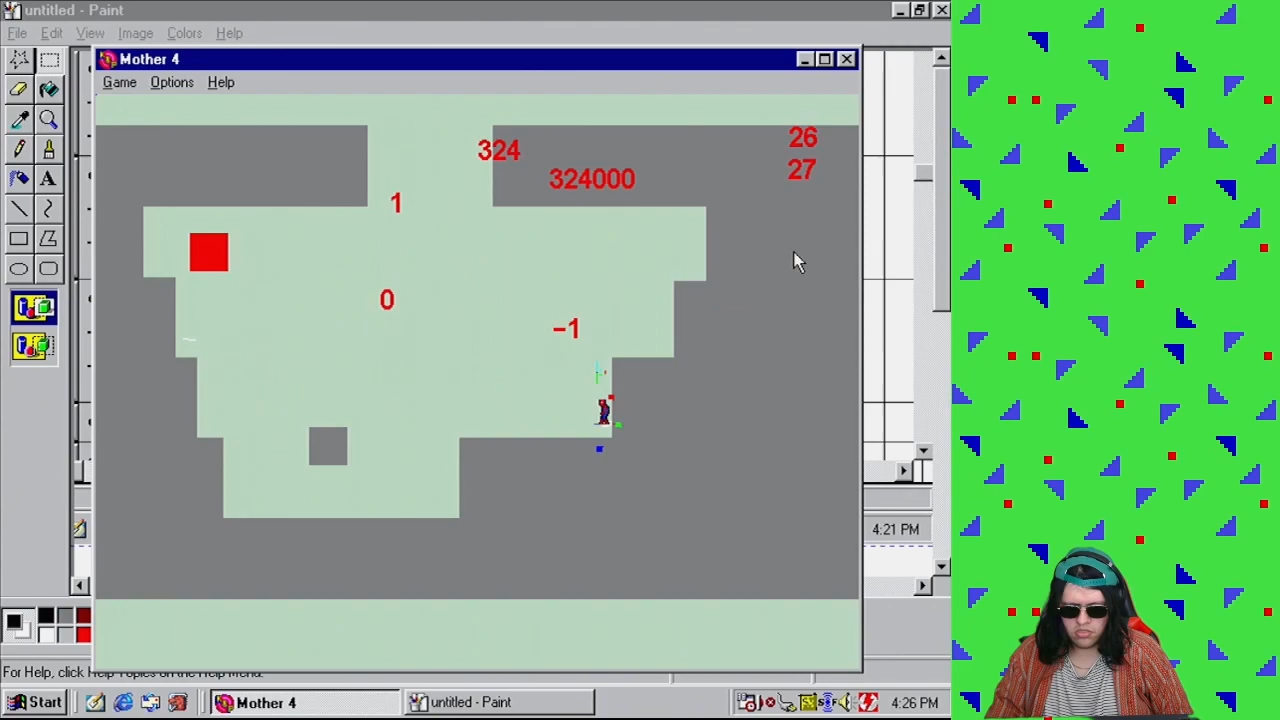 untitled - Paint
File Edit View Image Colors Help
Mother 4
Game Options Help
324
26
324000
27
1
0
-1
4:21 PM
For Help, click Help Topics on the Help Menu.
Start
Mother 4
untitled - Paint
4:26 PM